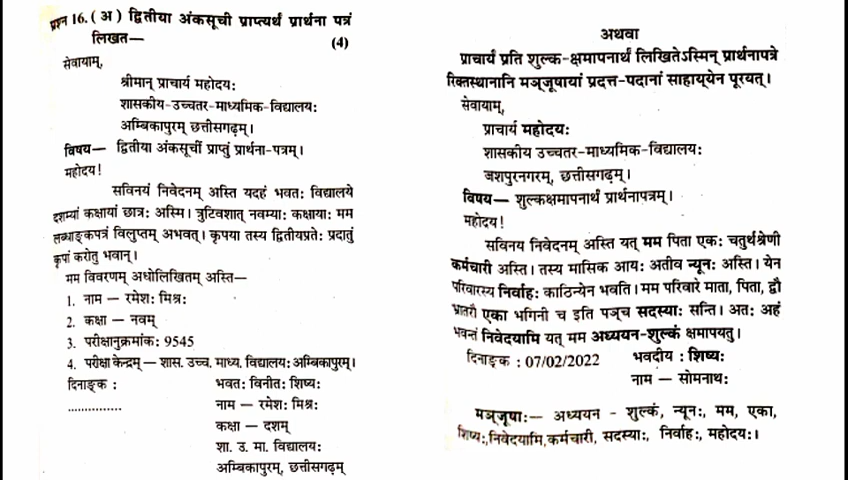 प्रश्न 16. (अ) द्वितीया अंकसूची प्राप्त्यर्थं प्रार्थना पत्रं
लिखत— (4)
सेवायाम्,
श्रीमान् प्राचार्य महोदय:
शासकीय-उच्चतर-माध्यमिक-विद्यालय:
अम्बिकापुरम् छत्तीसगढ़म्।
विषय— द्वितीया अंकसूचीं प्राप्तुं प्रार्थना-पत्रम्।
महोदय!
सविनयं निवेदनम् अस्ति यदहं भवत: विद्यालये
दशम्यां कक्षायां छात्र: अस्मि। त्रुटिवशात् नवम्या: कक्षाया: मम
लब्धाङ्कपत्रं विलुप्तम् अभवत्। कृपया तस्य द्वितीयप्रते: प्रदातुं
कृपां करोतु भवान्।
मम विवरणम् अधोलिखितम् अस्ति—
1. नाम — रमेश: मिश्र:
2. कक्षा — नवम्
3. परीक्षानुक्रमांक: 9545
4. परीक्षा केन्द्रम् — शास. उच्च. माध्य. विद्यालय: अम्बिकापुरम्।
दिनाङ्क : भवत: विनीत: शिष्य:
............... नाम — रमेश: मिश्र:
कक्षा — दशम्
शा. उ. मा. विद्यालय:
अम्बिकापुरम्, छत्तीसगढ़म्
अथवा
प्राचार्यं प्रति शुल्क-क्षमापनार्थं लिखितेऽस्मिन् प्रार्थनापत्रे
रिक्तस्थानानि मञ्जूषायां प्रदत्त-पदानां साहाय्येन पूरयत्।
सेवायाम्,
प्राचार्य महोदय:
शासकीय उच्चतर-माध्यमिक-विद्यालय:
जशपुरनगरम्, छत्तीसगढ़म्।
विषय— शुल्कक्षमापनार्थं प्रार्थनापत्रम्।
महोदय!
सविनय निवेदनम् अस्ति यत् मम पिता एक: चतुर्थश्रेणी
कर्मचारी अस्ति। तस्य मासिक आय: अतीव न्यून: अस्ति। येन
परिवारस्य निर्वाह: काठिन्येन भवति। मम परिवारे माता, पिता, द्वौ
भ्रातरौ एका भगिनी च इति पञ्च सदस्या: सन्ति। अत: अहं
भवन्तं निवेदयामि यत् मम अध्ययन-शुल्कं क्षमापयतु।
दिनाङ्क : 07/02/2022 भवदीय : शिष्य:
नाम — सोमनाथ:
मञ्जूषा:— अध्ययन - शुल्कं, न्यून:, मम, एका,
शिष्य:,निवेदयामि,कर्मचारी, सदस्या:, निर्वाह:, महोदय:।